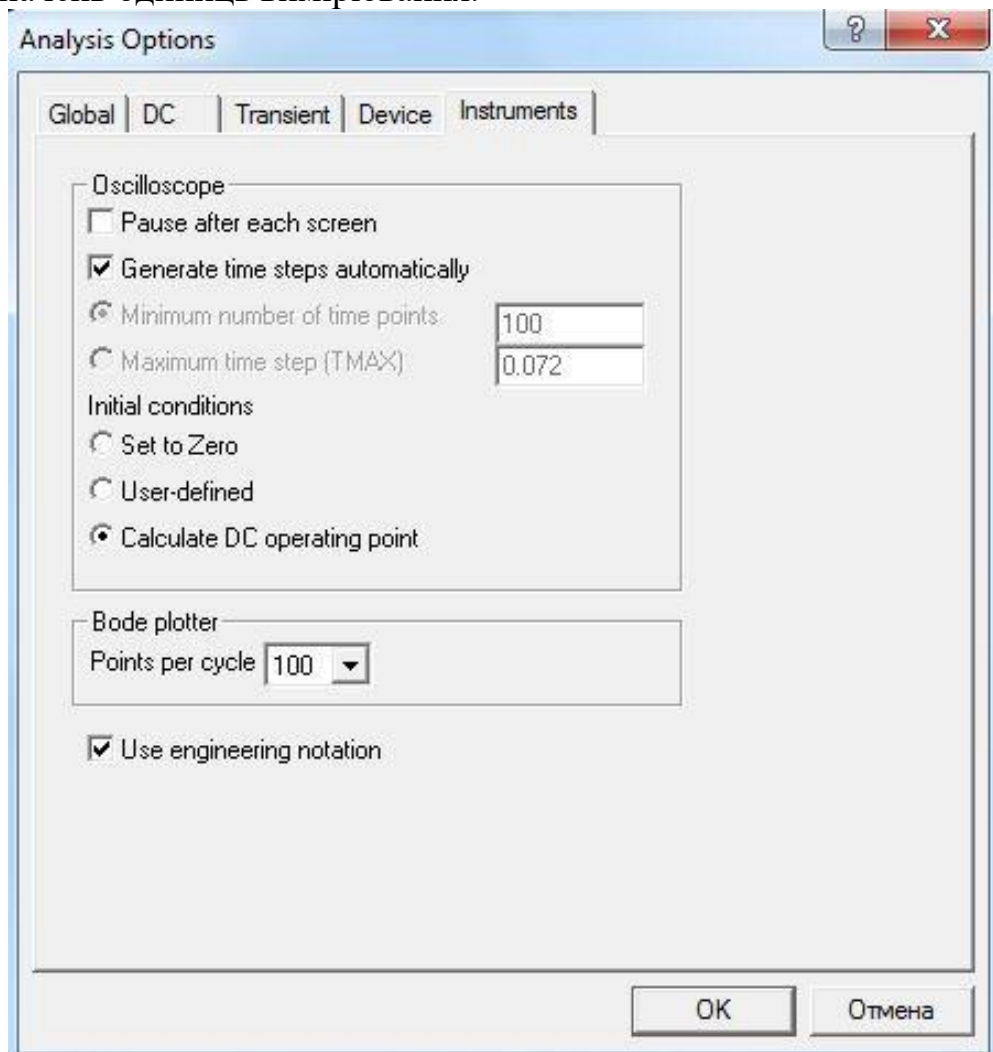 одиниць вимірювання.
Analysis Options
Global DC Transient Device Instruments
Oscilloscope
Pause after each screen
Generate time steps automatically
Minimum number of time points 100
Maximum time step (TMAX) 0.072
Initial conditions
Set to Zero
User-defined
Calculate DC operating point
Bode plotter
Points per cycle 100
Use engineering notation
OK Отмена